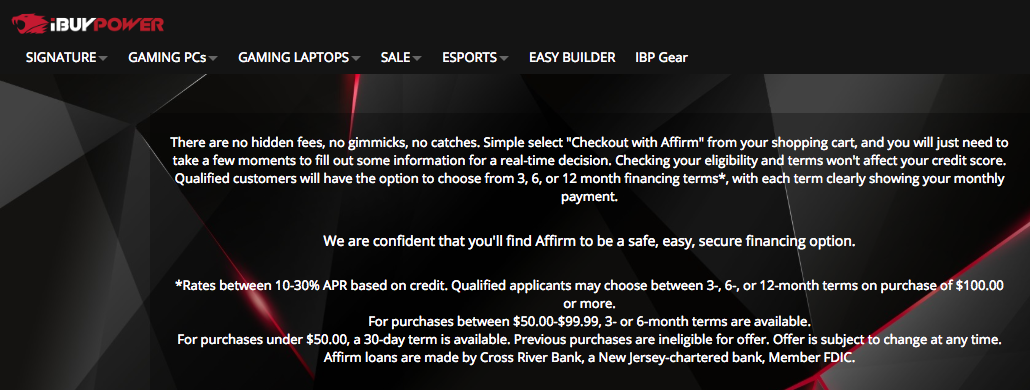 iBUYPOWER
SIGNATURE GAMING PCs GAMING LAPTOPS SALE ESPORTS EASY BUILDER IBP Gear
There are no hidden fees, no gimmicks, no catches. Simple select "Checkout with Affirm" from your shopping cart, and you will just need to
take a few moments to fill out some information for a real-time decision. Checking your eligibility and terms won't affect your credit score.
Qualified customers will have the option to choose from 3, 6, or 12 month financing terms*, with each term clearly showing your monthly
payment.
We are confident that you'll find Affirm to be a safe, easy, secure financing option.
*Rates between 10-30% APR based on credit. Qualified applicants may choose between 3-, 6-, or 12-month terms on purchase of $100.00
or more.
For purchases between $50.00-$99.99, 3- or 6-month terms are available.
For purchases under $50.00, a 30-day term is available. Previous purchases are ineligible for offer. Offer is subject to change at any time.
Affirm loans are made by Cross River Bank, a New Jersey-chartered bank, Member FDIC.